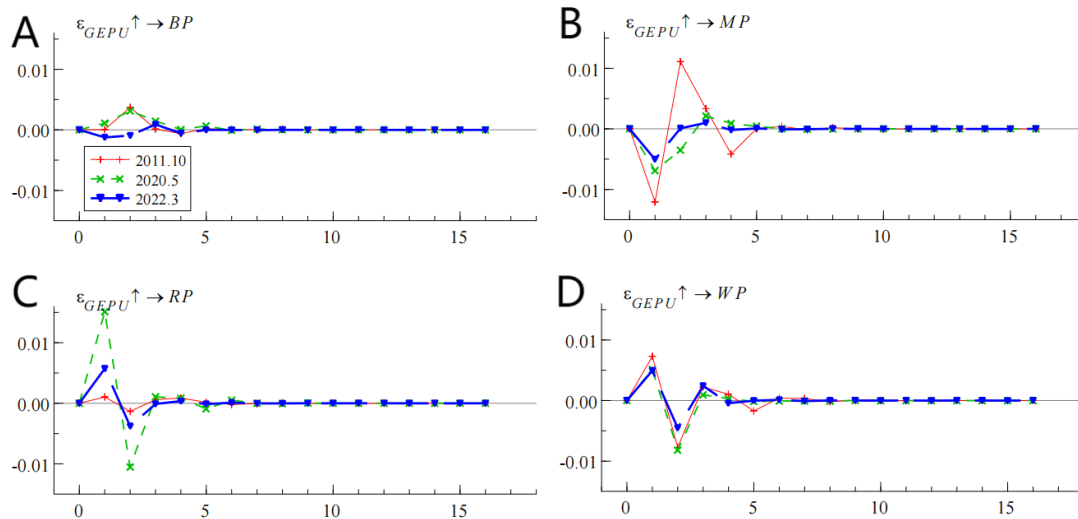 A
ε_GEPU↑ → BP
0.01
0.00
-0.01
2011.10
2020.5
2022.3
0 5 10 15
B
ε_GEPU↑ → MP
0.01
0.00
-0.01
0 5 10 15
C
ε_GEPU↑ → RP
0.01
0.00
-0.01
0 5 10 15
D
ε_GEPU↑ → WP
0.01
0.00
-0.01
0 5 10 15